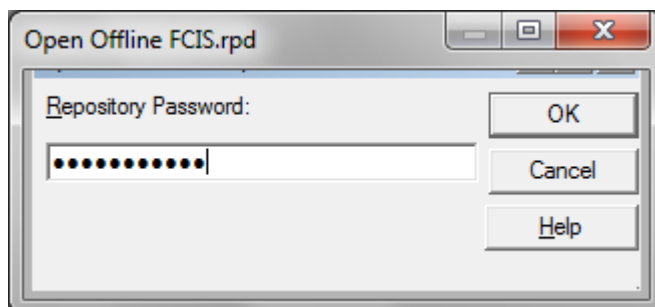 Open Offline FCIS.rpd
Repository Password:
OK
•••••••••••
Cancel
Help